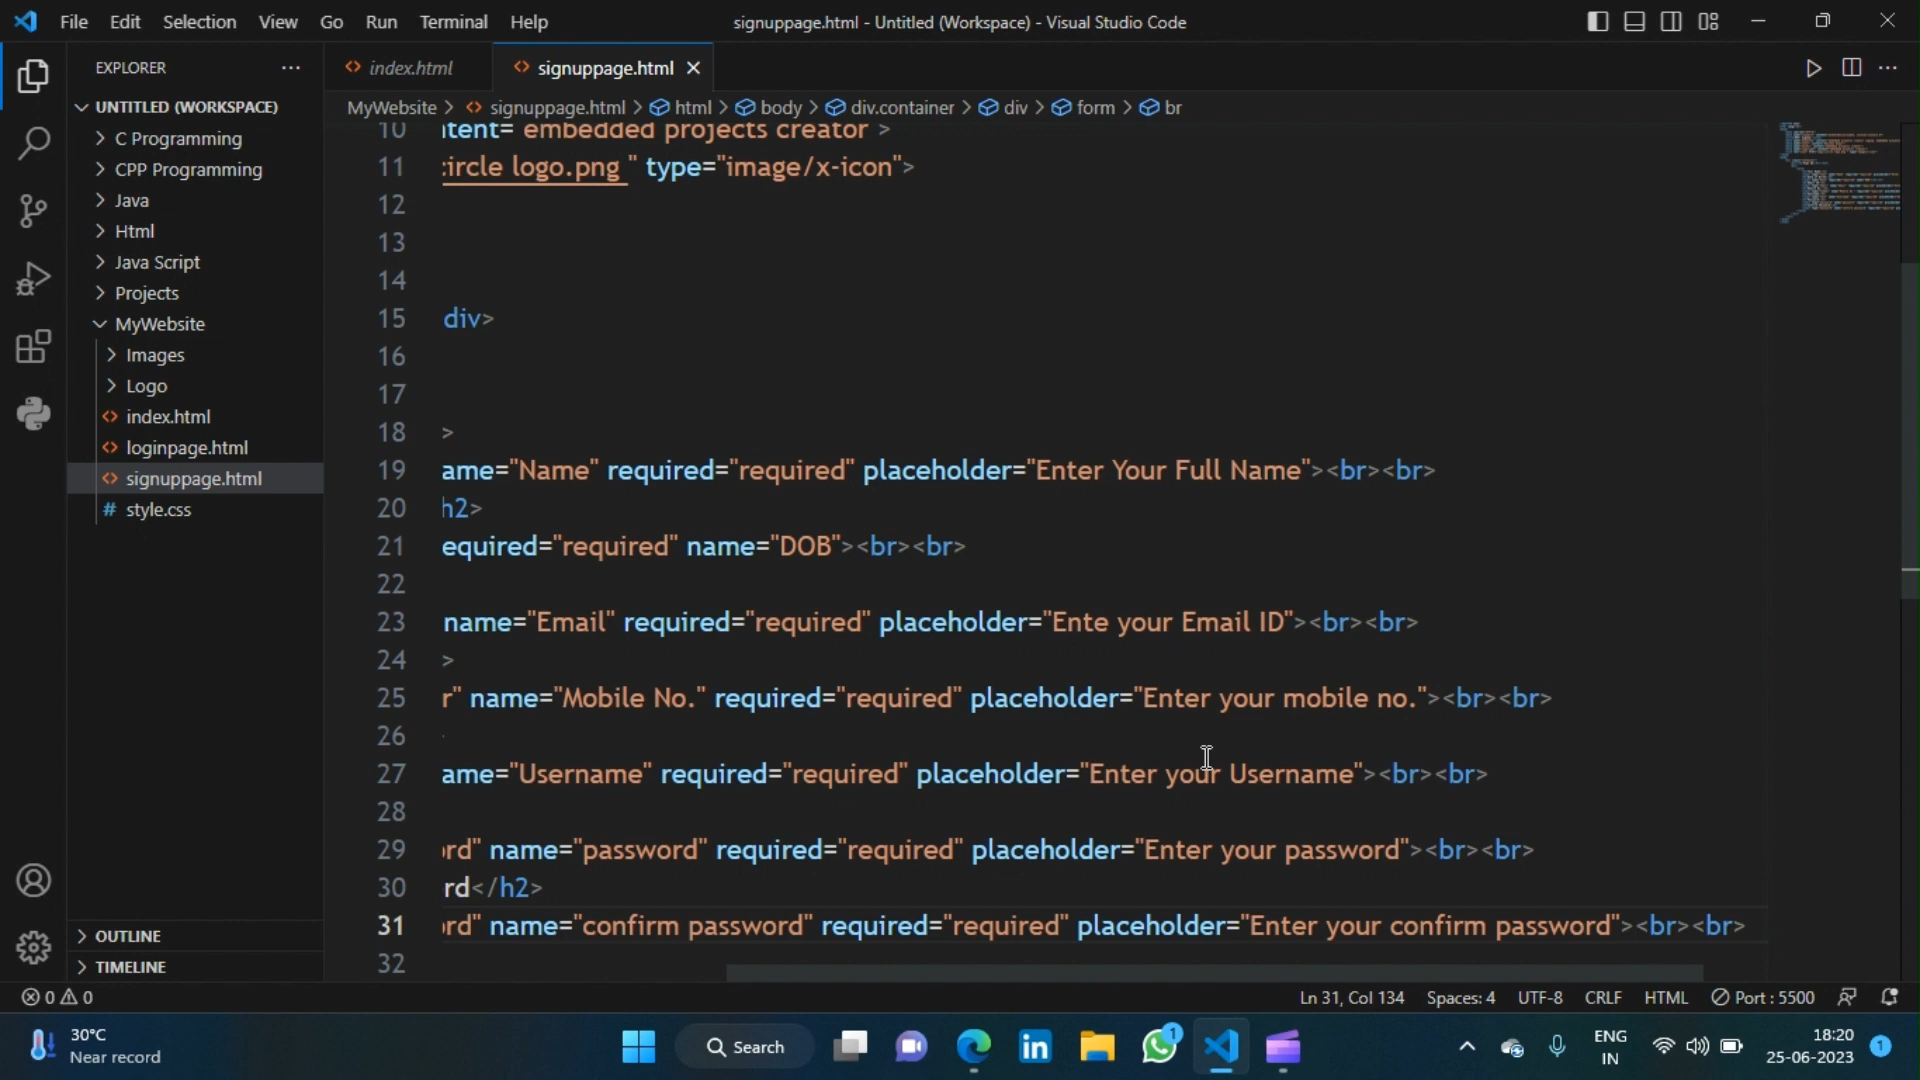 File Edit Selection View Go Run Terminal Help
signuppage.html - Untitled (Workspace) - Visual Studio Code
EXPLORER
index.html
signuppage.html
UNTITLED (WORKSPACE)
MyWebsite > signuppage.html > html > body > div.container > div > form > br
C Programming
CPP Programming
Java
Html
Java Script
Projects
MyWebsite
Images
Logo
index.html
loginpage.html
signuppage.html
style.css
OUTLINE
TIMELINE
10 itent="embedded projects creator">
11 circle logo.png " type="image/x-icon">
12
13
14
15 div>
16
17
18 >
19 ame="Name" required="required" placeholder="Enter Your Full Name"><br><br>
20 h2>
21 equired="required" name="DOB"><br><br>
22
23 name="Email" required="required" placeholder="Ente your Email ID"><br><br>
24 >
25 r" name="Mobile No." required="required" placeholder="Enter your mobile no."><br><br>
26
27 ame="Username" required="required" placeholder="Enter your Username"><br><br>
28
29 rd" name="password" required="required" placeholder="Enter your password"><br><br>
30 rd</h2>
31 rd" name="confirm password" required="required" placeholder="Enter your confirm password"><br><br>
32
0 0 Ln 31, Col 134 Spaces: 4 UTF-8 CRLF HTML Port : 5500
30°C
Near record
Search
1
ENG
IN
18:20
25-06-2023
1